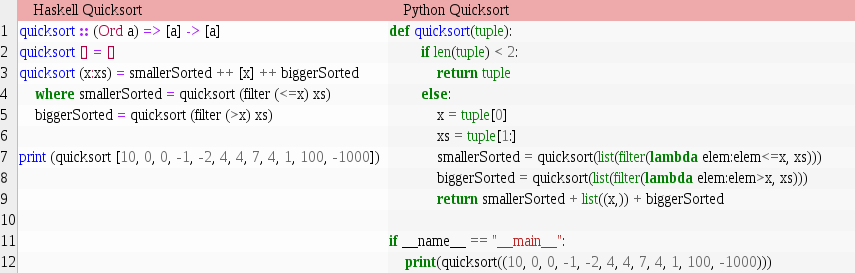 Haskell Quicksort
Python Quicksort
1 quicksort :: (Ord a) => [a] -> [a]
2 quicksort [] = []
3 quicksort (x:xs) = smallerSorted ++ [x] ++ biggerSorted
4 where smallerSorted = quicksort (filter (<=x) xs)
5 biggerSorted = quicksort (filter (>x) xs)
6
7 print (quicksort [10, 0, 0, -1, -2, 4, 4, 7, 4, 1, 100, -1000])
8
9
10
11
12
def quicksort(tuple):
if len(tuple) < 2:
return tuple
else:
x = tuple[0]
xs = tuple[1:]
smallerSorted = quicksort(list(filter(lambda elem:elem<=x, xs)))
biggerSorted = quicksort(list(filter(lambda elem:elem>x, xs)))
return smallerSorted + list((x,)) + biggerSorted
if __name__ == "__main__":
print(quicksort((10, 0, 0, -1, -2, 4, 4, 7, 4, 1, 100, -1000)))